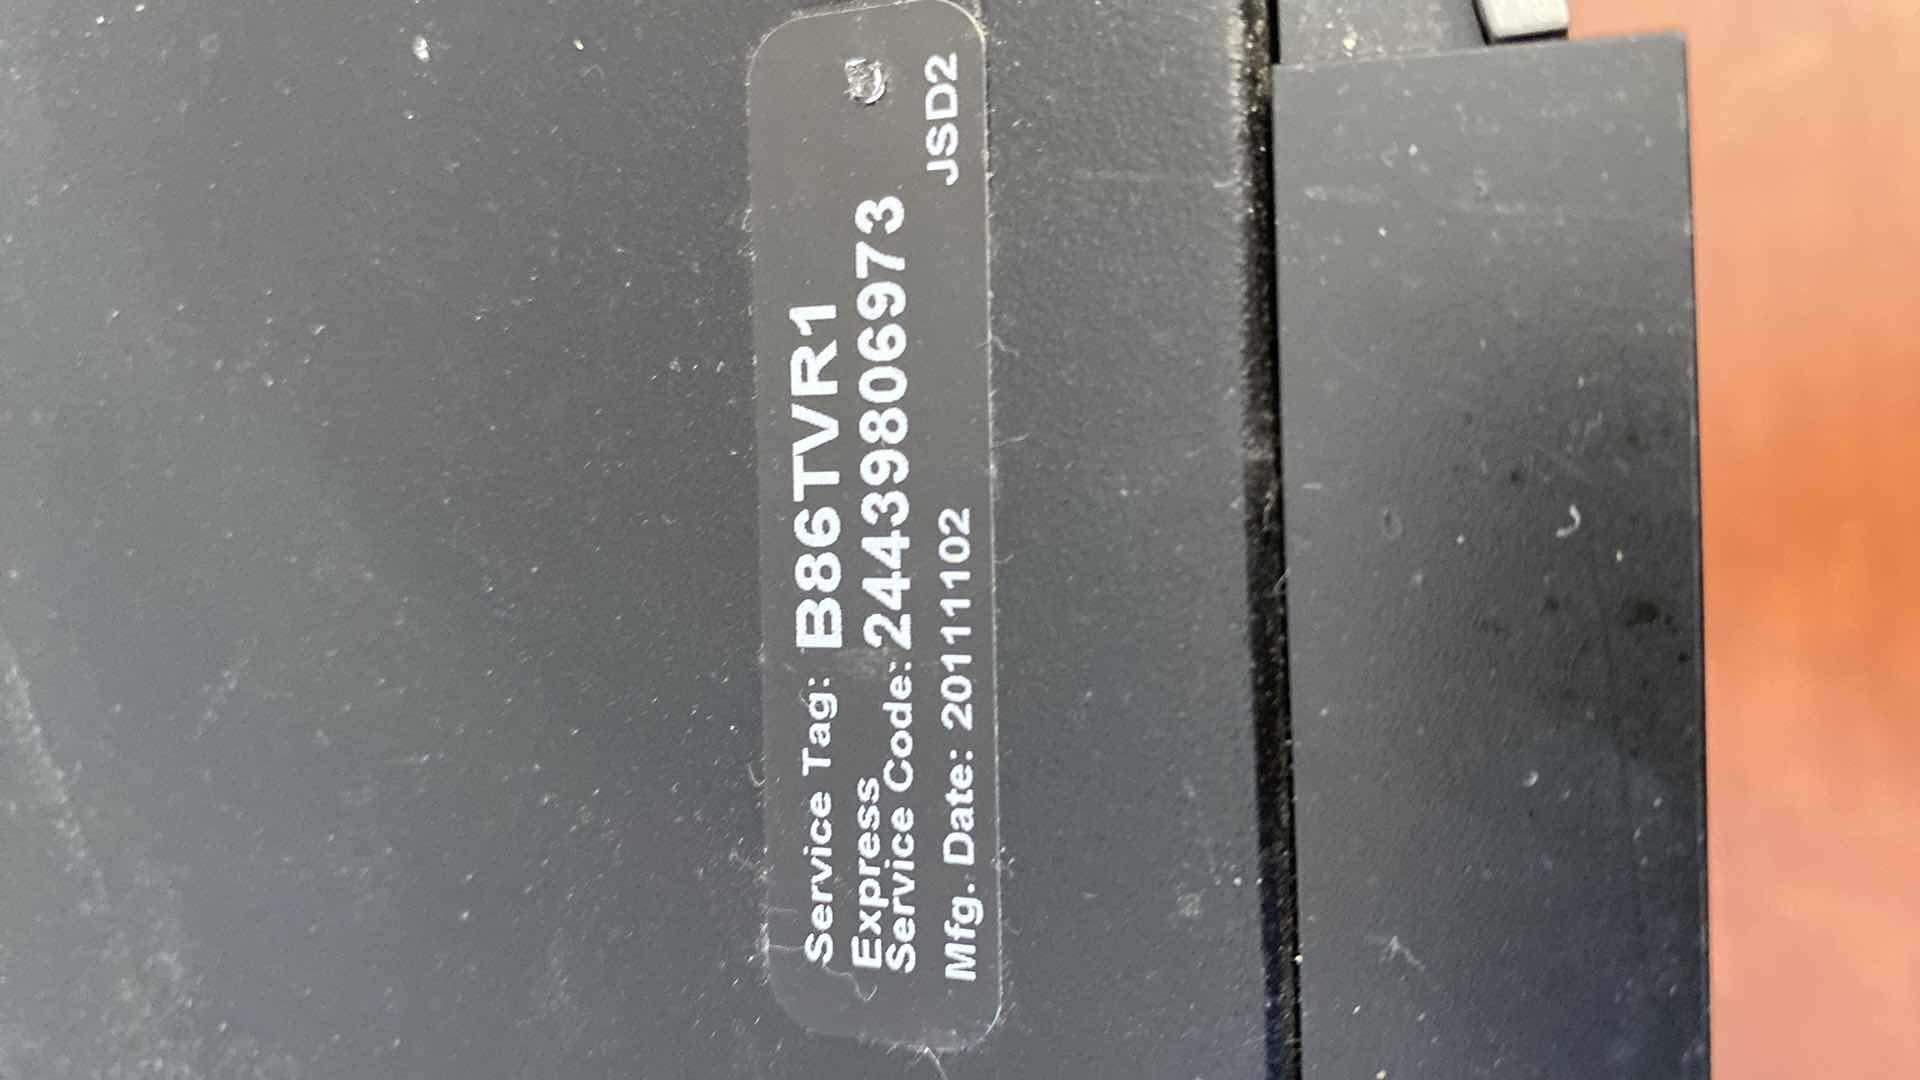 Service Tag: B86TVR1
Express
Service Code: 24439806973
Mfg. Date: 20111102 JSD2